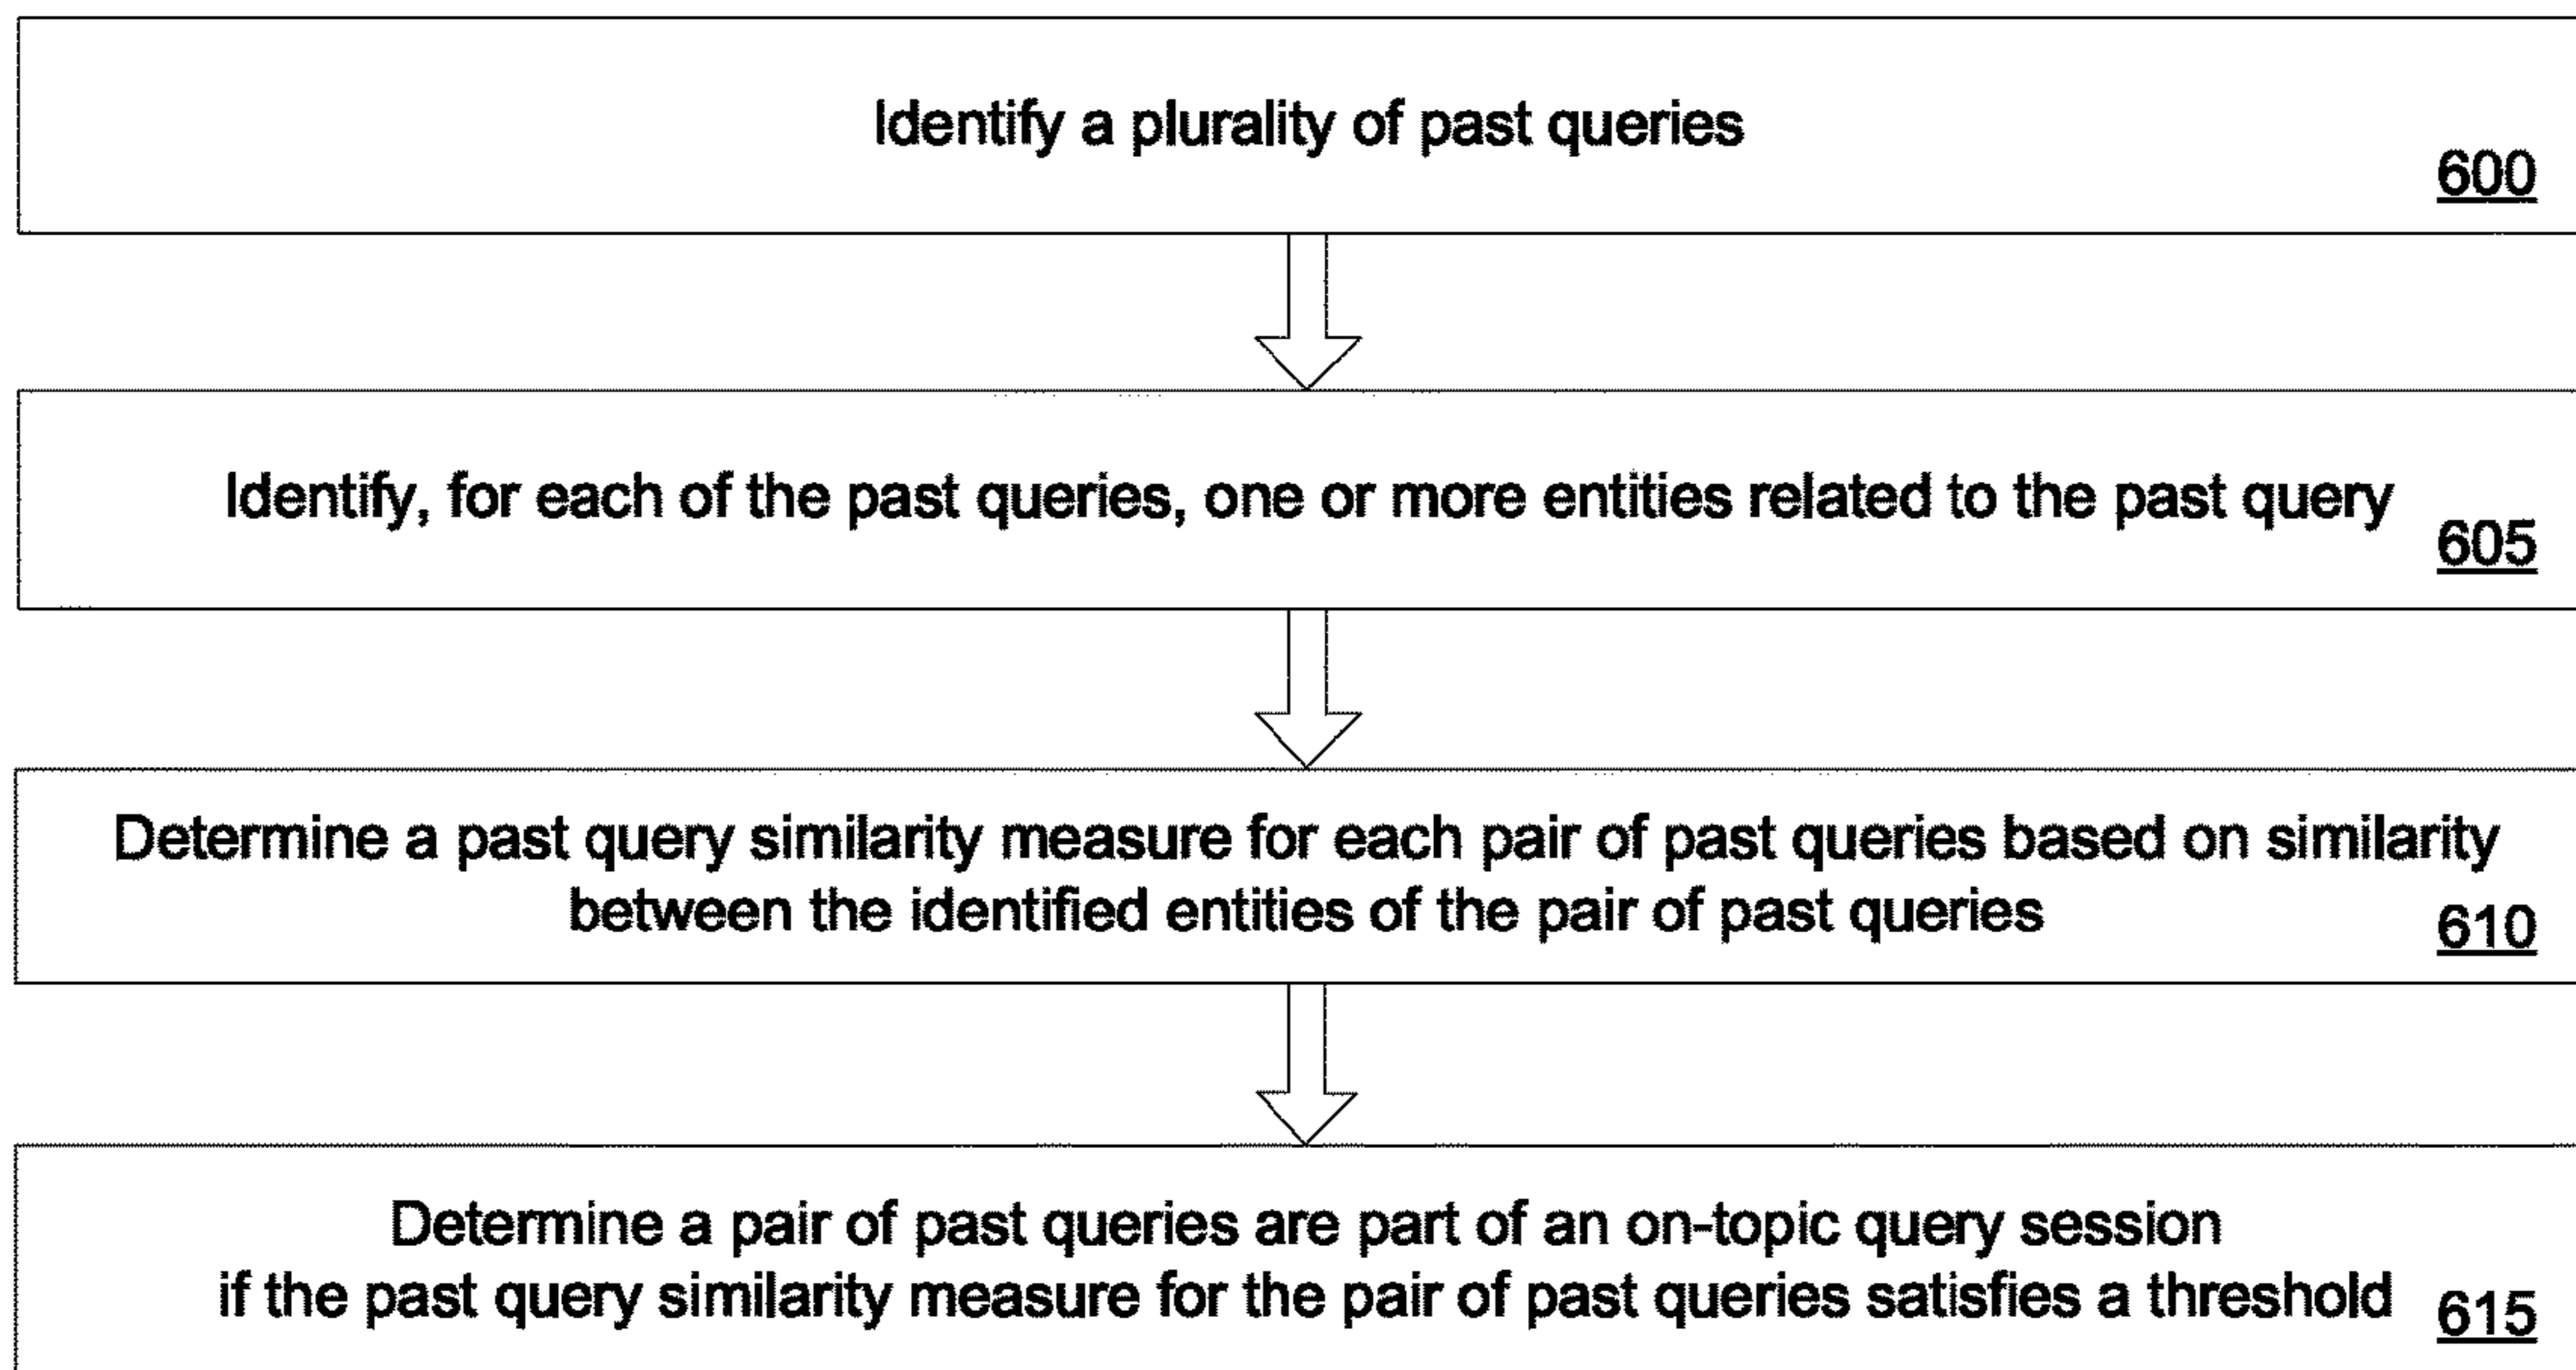 Identify a plurality of past queries
600
Identify, for each of the past queries, one or more entities related to the past query
605
Determine a past query similarity measure for each pair of past queries based on similarity
between the identified entities of the pair of past queries
610
Determine a pair of past queries are part of an on-topic query session
if the past query similarity measure for the pair of past queries satisfies a threshold
615